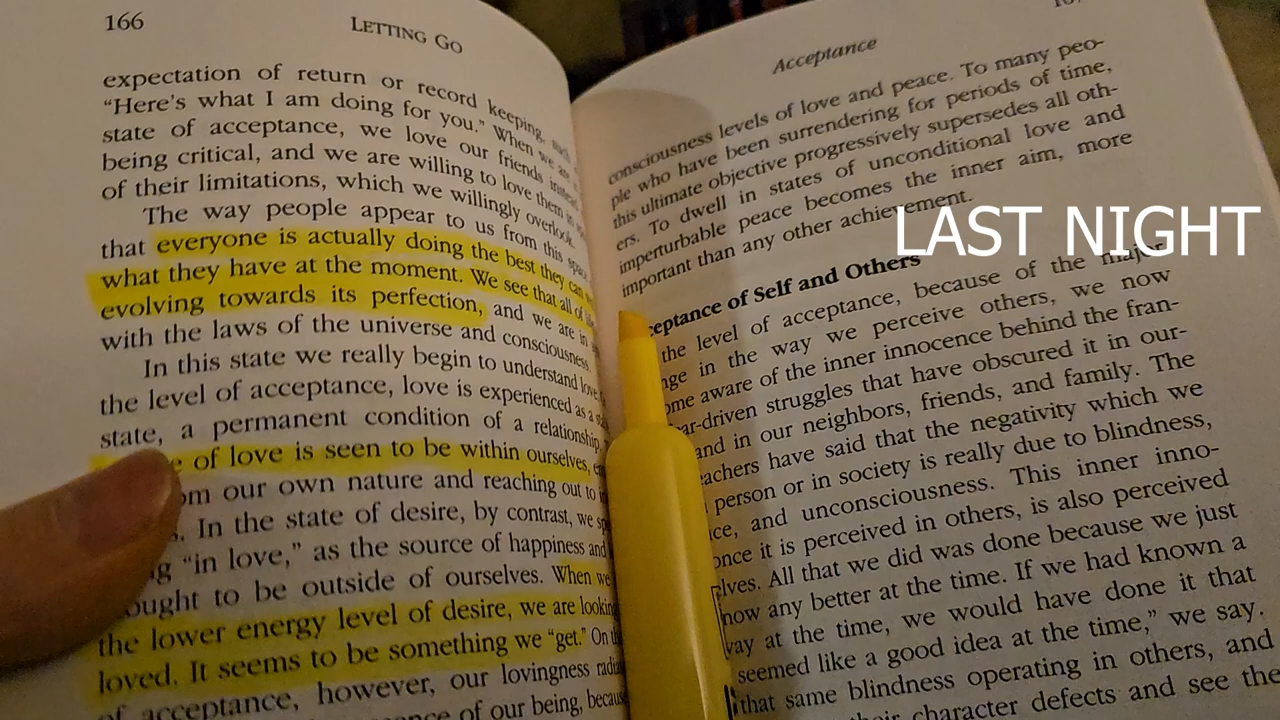 166
LETTING GO
expectation of return or record keeping, such
"Here's what I am doing for you." When we are
state of acceptance, we love our friends instead
being critical, and we are willing to love them in
of their limitations, which we willingly overlook.
The way people appear to us from this space
that everyone is actually doing the best they can
what they have at the moment. We see that all of
evolving towards its perfection, and we are in
with the laws of the universe and consciousness.
In this state we really begin to understand love
the level of acceptance, love is experienced as a
state, a permanent condition of a relationship.
of love is seen to be within ourselves,
our own nature and reaching out to
In the state of desire, by contrast, we
"in love," as the source of happiness and
to be outside of ourselves. When we
the lower energy level of desire, we are looking
loved. It seems to be something we "get." On
of acceptance, however, our lovingness
of our being, because
Acceptance
consciousness levels of love and peace. To many peo-
ple who have been surrendering for periods of time,
this ultimate objective progressively supersedes all oth-
ers. To dwell in states of unconditional love and
imperturbable peace becomes the inner aim, more
important than any other achievement.
LAST NIGHT
of Self and Others
the level of acceptance, because of the major
in the way we perceive others, we now
aware of the inner innocence behind the fran-
struggles that have obscured it in our-
and in our neighbors, friends, and family. The
have said that the negativity which we
person or in society is really due to blindness,
and unconsciousness. This inner inno-
once it is perceived in others, is also perceived
All that we did was done because we just
any better at the time. If we had known a
at the time, we would have done it that
seemed like a good idea at the time," we say.
that same blindness operating in others, and
character defects and see the